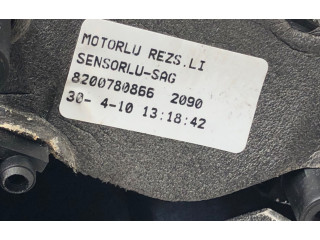 MOTORLU REZS.LI
SENSORLU-SAG
8200780866 2090
30- 4-10 13:18:42